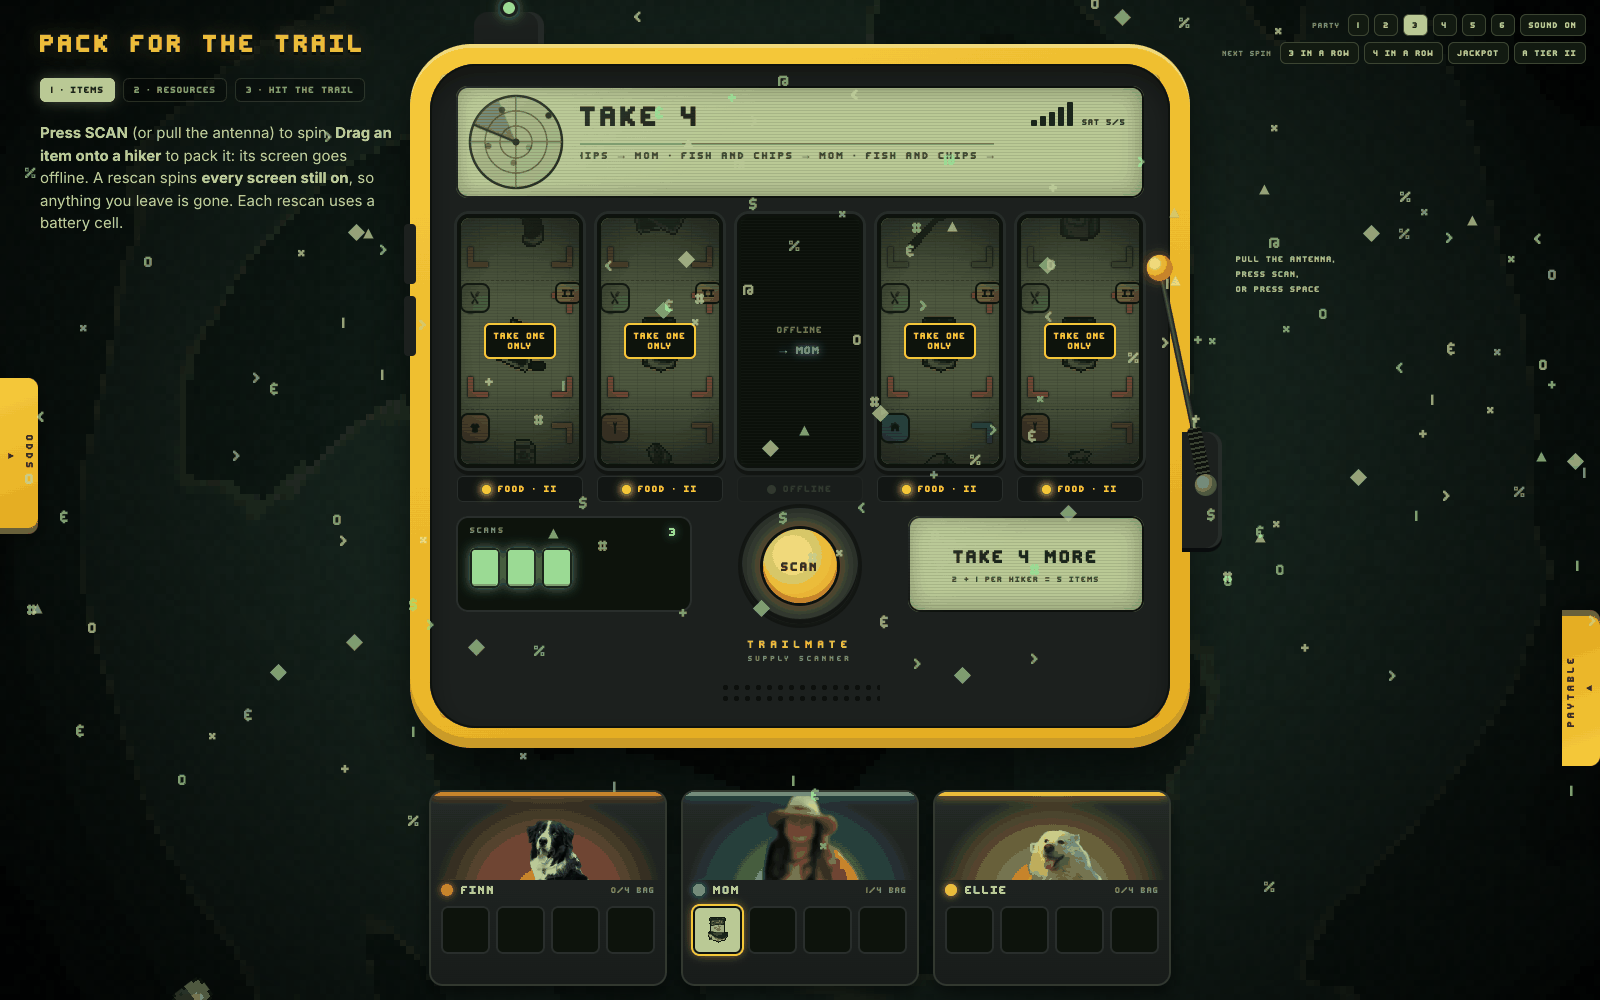 PACK FOR THE TRAIL
1 · ITEMS
2 · RESOURCES
3 · HIT THE TRAIL
Press SCAN (or pull the antenna) to spin. Drag an
item onto a hiker to pack it: its screen goes
offline. A rescan spins every screen still on, so
anything you leave is gone. Each rescan uses a
battery cell.
PARTY
1
2
3
4
5
6
SOUND ON
NEXT SPIN
3 IN A ROW
4 IN A ROW
JACKPOT
A TIER II
TAKE 4
SAT 5/5
IPS → MOM · FISH AND CHIPS → MOM · FISH AND CHIPS →
II
II
II
II
TAKE ONE
ONLY
TAKE ONE
ONLY
OFFLINE
→ MOM
TAKE ONE
ONLY
TAKE ONE
ONLY
FOOD · II
FOOD · II
OFFLINE
FOOD · II
FOOD · II
PULL THE ANTENNA,
PRESS SCAN,
OR PRESS SPACE
ODDS
PAYTABLE
SCANS
3
SCAN
TAKE 4 MORE
2 + 1 PER HIKER = 5 ITEMS
TRAILMATE
SUPPLY SCANNER
FINN
0/4 BAG
MOM
1/4 BAG
ELLIE
0/4 BAG